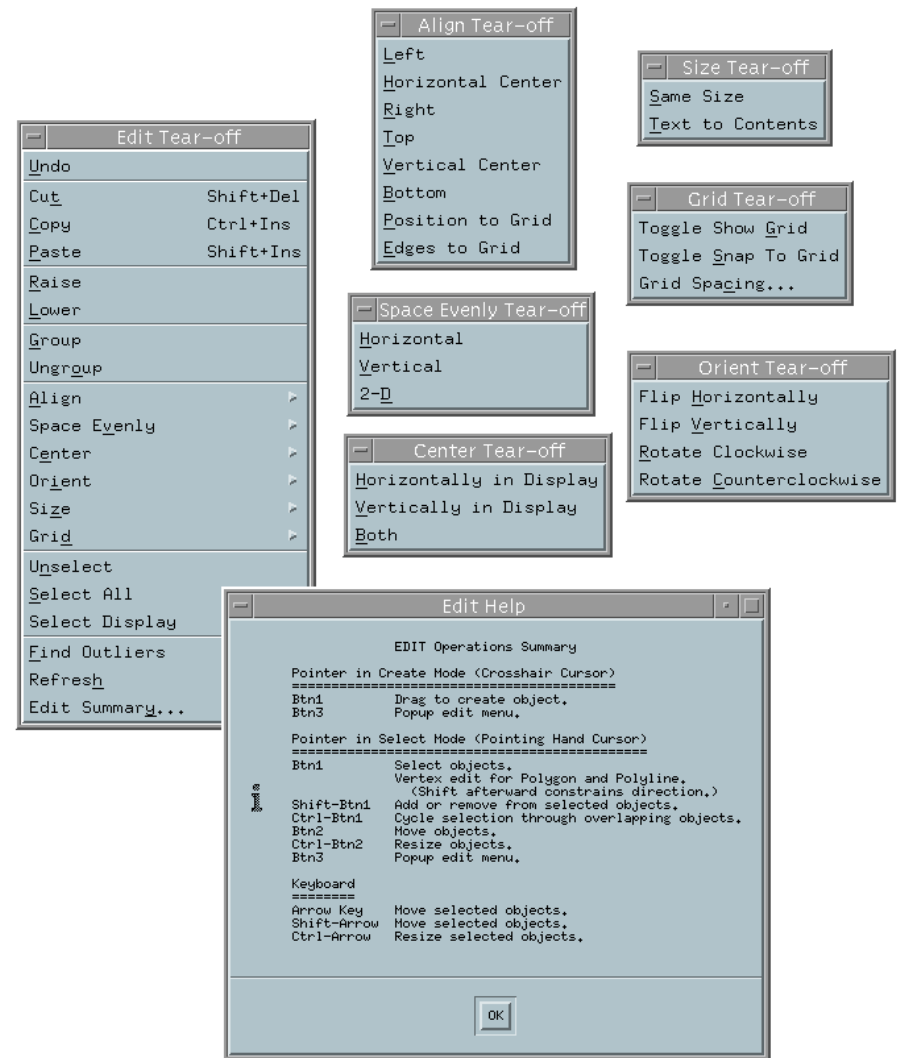 Align Tear-off
Left
Horizontal Center
Right
Top
Vertical Center
Bottom
Position to Grid
Edges to Grid
Size Tear-off
Same Size
Text to Contents
Edit Tear-off
Undo
Cut Shift+Del
Copy Ctrl+Ins
Paste Shift+Ins
Raise
Lower
Group
Ungroup
Align
Space Evenly
Center
Orient
Size
Grid
Unselect
Select All
Select Display
Find Outliers
Refresh
Edit Summary...
Grid Tear-off
Toggle Show Grid
Toggle Snap To Grid
Grid Spacing...
Space Evenly Tear-off
Horizontal
Vertical
2-D
Orient Tear-off
Flip Horizontally
Flip Vertically
Rotate Clockwise
Rotate Counterclockwise
Center Tear-off
Horizontally in Display
Vertically in Display
Both
Edit Help
EDIT Operations Summary
Pointer in Create Mode (Crosshair Cursor)
=========================================
Btn1 Drag to create object.
Btn3 Popup edit menu.
Pointer in Select Mode (Pointing Hand Cursor)
=============================================
Btn1 Select objects.
Vertex edit for Polygon and Polyline.
(Shift afterward constrains direction.)
Shift-Btn1 Add or remove from selected objects.
Ctrl-Btn1 Cycle selection through overlapping objects.
Btn2 Move objects.
Ctrl-Btn2 Resize objects.
Btn3 Popup edit menu.
Keyboard
========
Arrow Key Move selected objects.
Shift-Arrow Move selected objects.
Ctrl-Arrow Resize selected objects.
OK